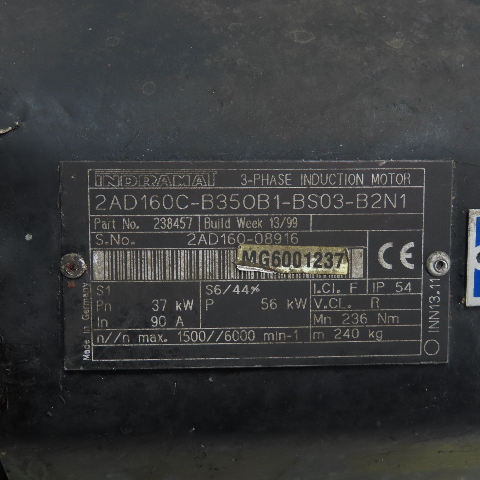 INDRAMAT 3-PHASE INDUCTION MOTOR
2AD160C-B350B1-BS03-B2N1
Part No. 238457 Build Week 13/99
S.No. 2AD160-08916
MG6001237
CE
S1 S6/44% I.Cl. F IP 54
Pn 37 kW P 56 kW V.CL. R
In 90 A Mn 236 Nm
n//n max. 1500//6000 min-1 m 240 kg
Made in Germany
INN13.11